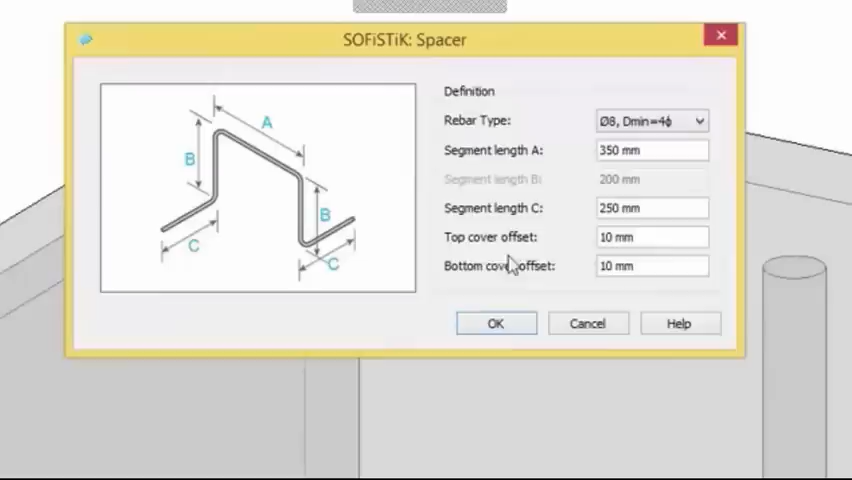 SOFiSTiK: Spacer
Definition
Rebar Type: Ø8, Dmin=4ϕ
Segment length A: 350 mm
Segment length B: 200 mm
Segment length C: 250 mm
Top cover offset: 10 mm
Bottom cover offset: 10 mm
A
B
B
C
C
OK Cancel Help